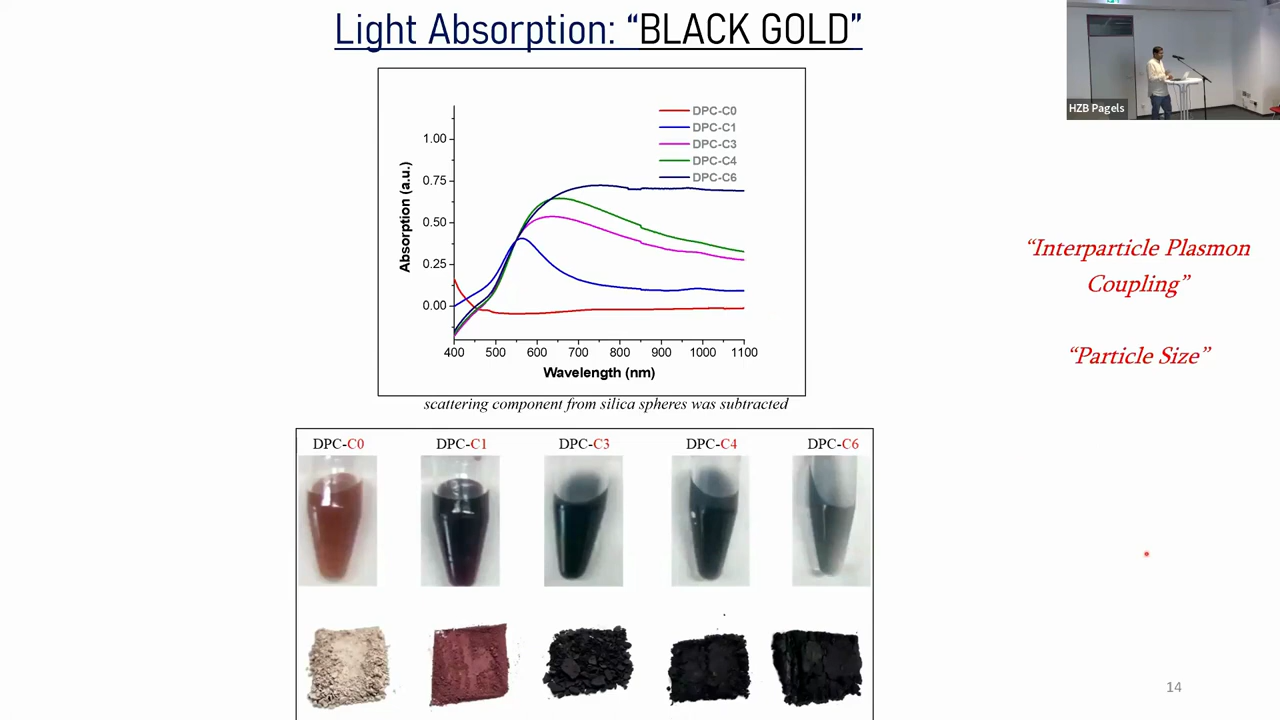 Light Absorption: “BLACK GOLD”
HZB Pagels
DPC-C0
DPC-C1
DPC-C3
DPC-C4
DPC-C6
1.00
0.75
0.50
0.25
0.00
Absorption (a.u.)
400 500 600 700 800 900 1000 1100
Wavelength (nm)
scattering component from silica spheres was subtracted
“Interparticle Plasmon
Coupling”
“Particle Size”
DPC-C0 DPC-C1 DPC-C3 DPC-C4 DPC-C6
14